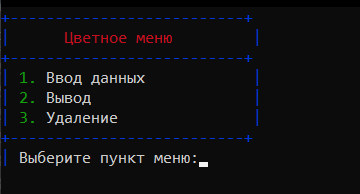 Цветное меню
1. Ввод данных
2. Вывод
3. Удаление
Выберите пункт меню: